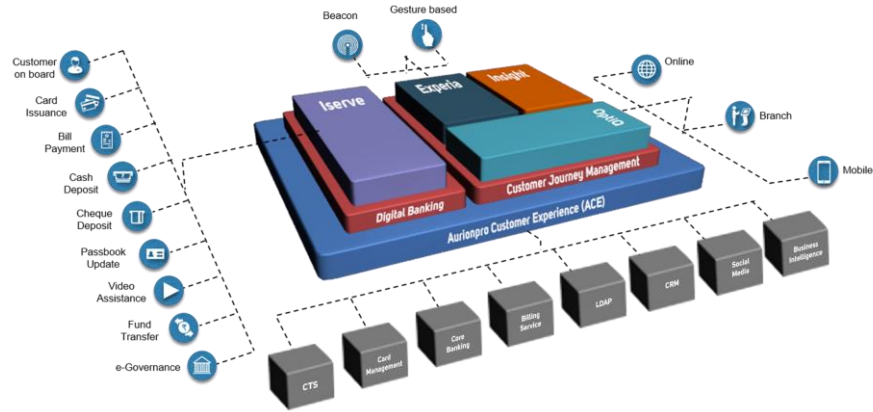 Beacon
Gesture based
Customer
on board
Card
Issuance
Bill
Payment
Cash
Deposit
Cheque
Deposit
Passbook
Update
Video
Assistance
Fund
Transfer
e-Governance
Iserve
Experia
Insight
OptiQ
Online
Branch
Mobile
Digital Banking
Customer Journey Management
Aurionpro Customer Experience (ACE)
CTS
Card
Management
Core
Banking
Billing
Service
LDAP
CRM
Social
Media
Business
Intelligence